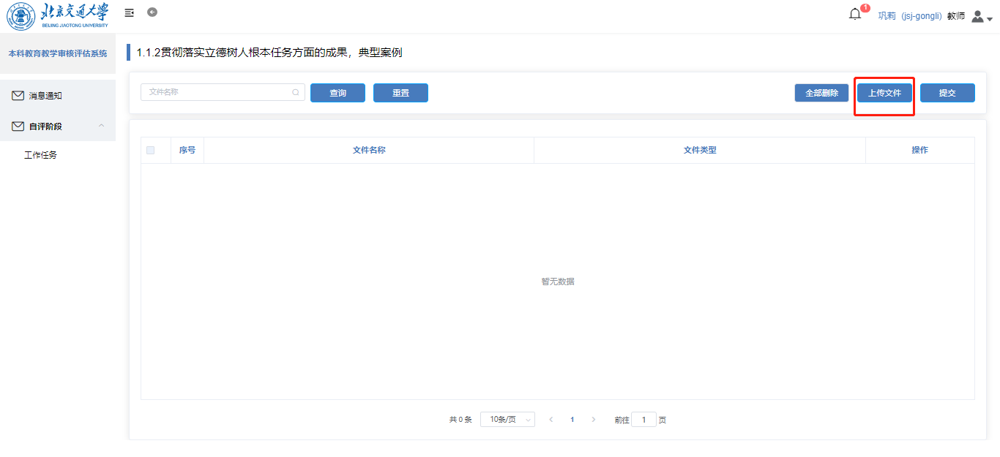 北京交通大学
BEIJING JIAOTONG UNIVERSITY
1
巩莉 (jsj-gongli) 教师
本科教育教学审核评估系统
消息通知
自评阶段
工作任务
1.1.2贯彻落实立德树人根本任务方面的成果，典型案例
文件名称 查询 重置 全部删除 上传文件 提交
序号 文件名称 文件类型 操作
暂无数据
共 0 条 10条/页 1 前往 1 页